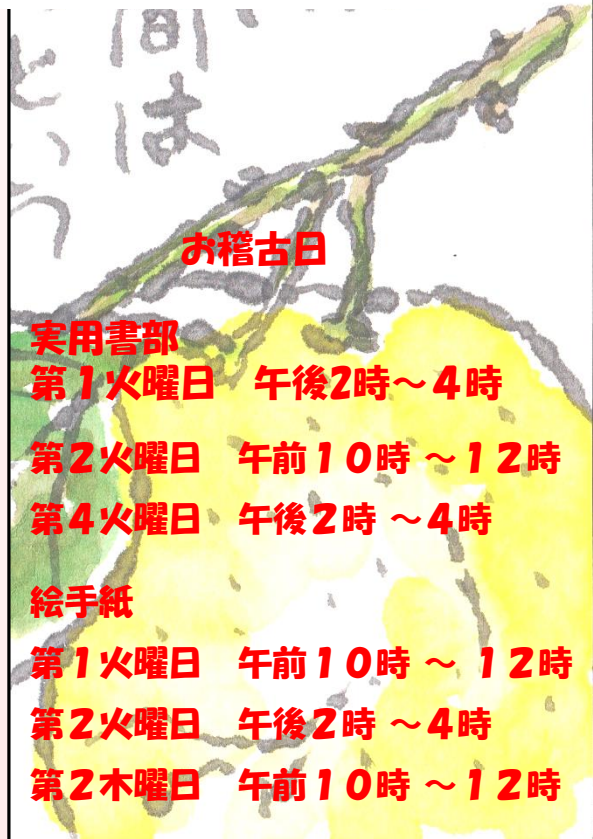 間は
どっ
お稽古日
実用書部
第１火曜日　午後2時～４時
第２火曜日　午前１０時 ～１２時
第４火曜日　午後２時 ～４時
絵手紙
第１火曜日　午前１０時 ～ １２時
第２火曜日　午後２時 ～４時
第２木曜日　午前１０時 ～１２時